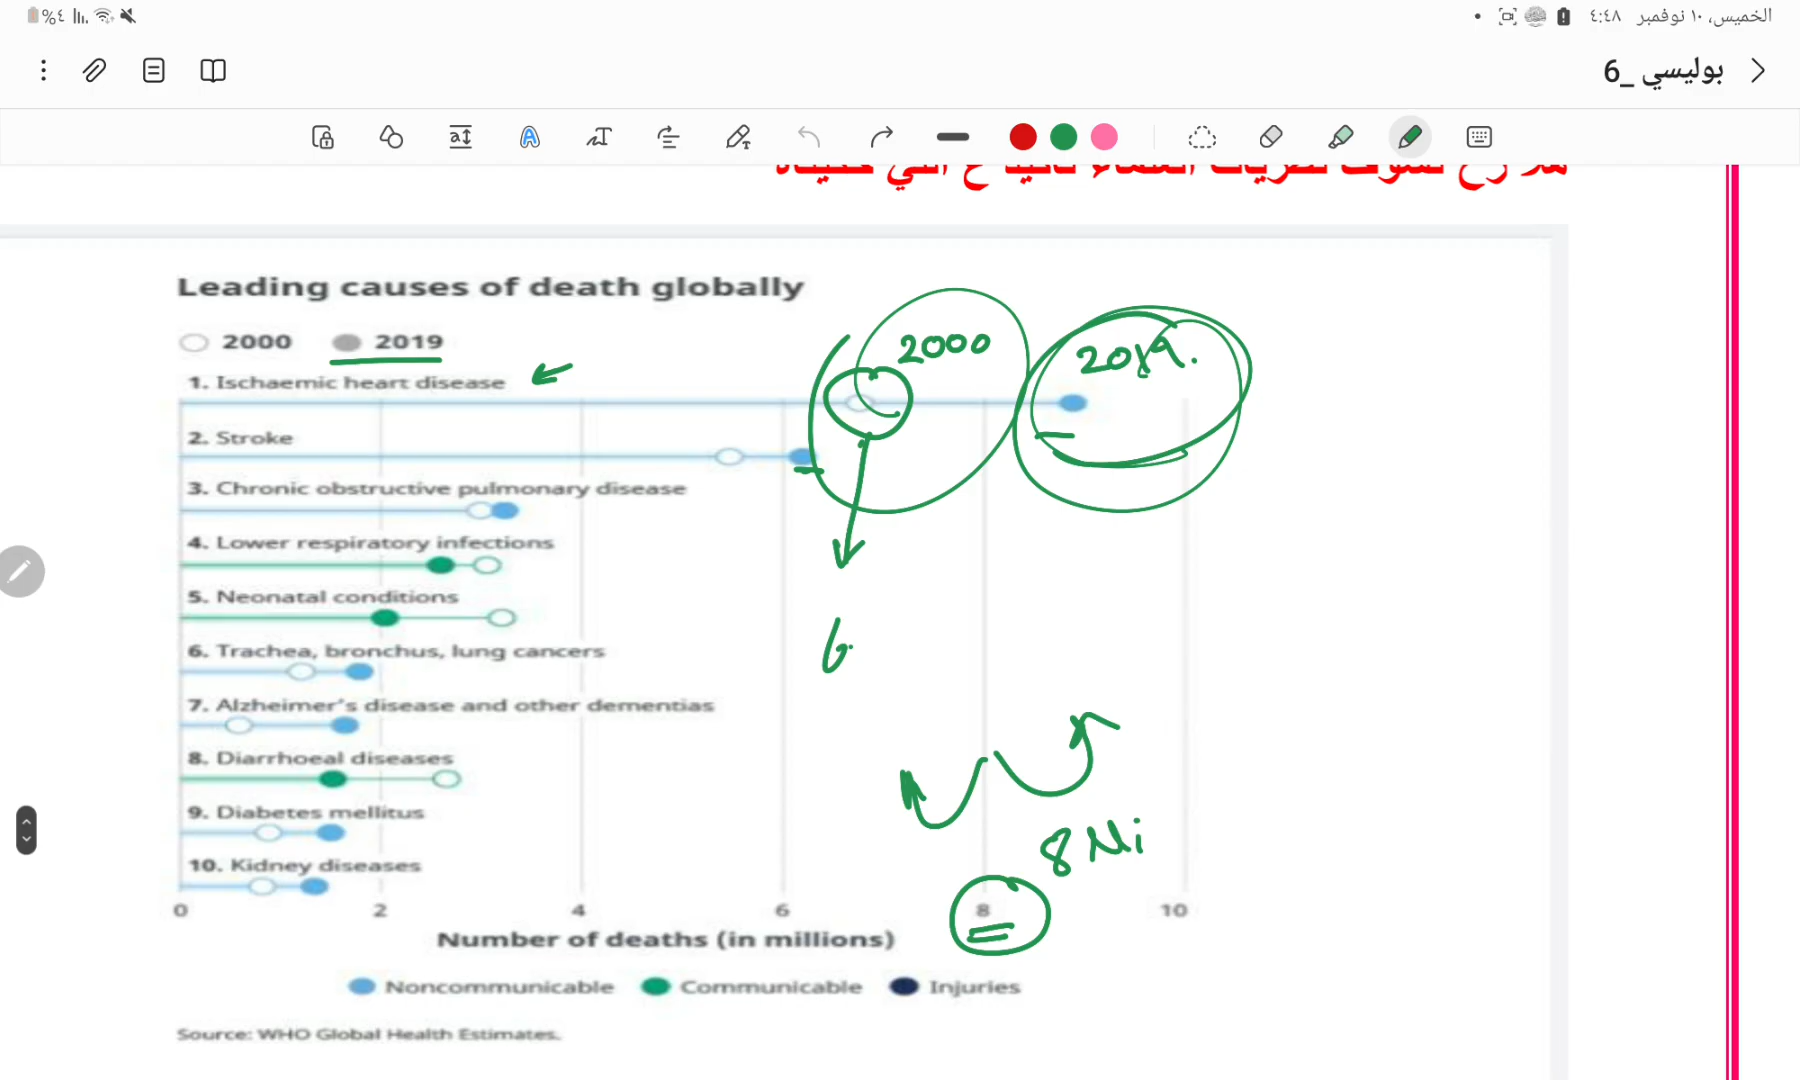 %٤ الخميس، ١٠ نوفمبر ٤:٤٨
بوليسي _6
Leading causes of death globally
2000 2019
1. Ischaemic heart disease
2000
2019.
2. Stroke
3. Chronic obstructive pulmonary disease
4. Lower respiratory infections
5. Neonatal conditions
6. Trachea, bronchus, lung cancers
6
7. Alzheimer's disease and other dementias
8. Diarrhoeal diseases
9. Diabetes mellitus
8 Mi
10. Kidney diseases
0 2 4 6 8 10
Number of deaths (in millions)
Noncommunicable Communicable Injuries
Source: WHO Global Health Estimates.